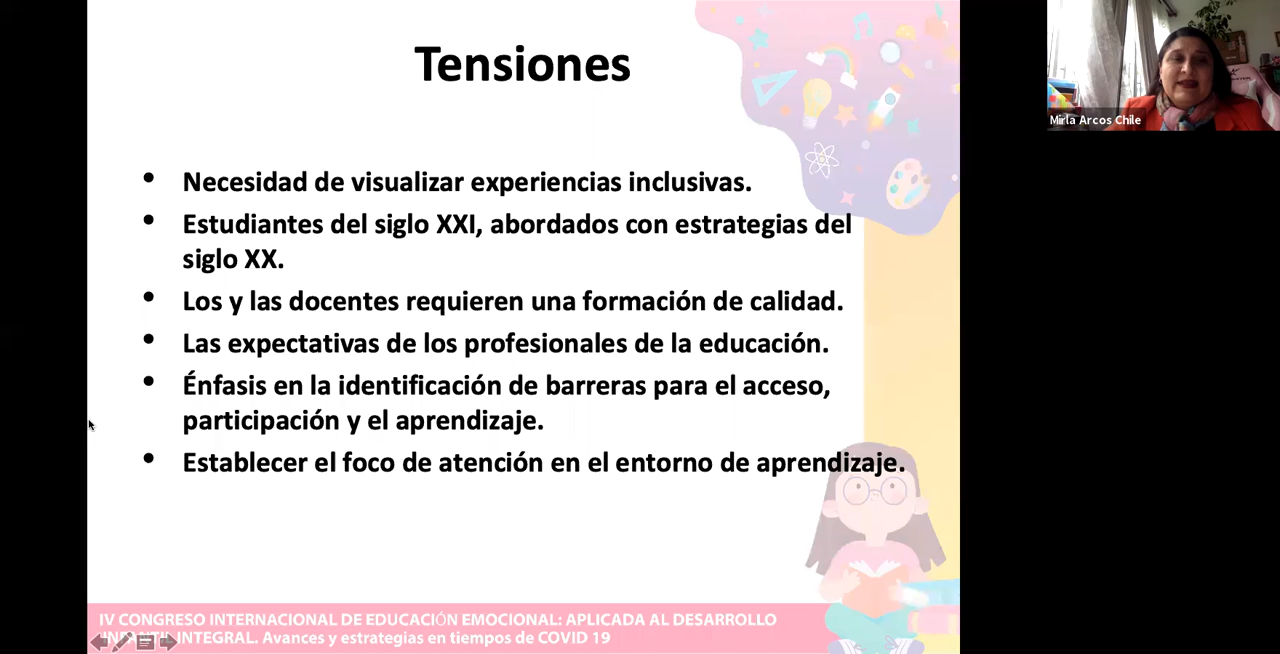 Tensiones
• Necesidad de visualizar experiencias inclusivas.
• Estudiantes del siglo XXI, abordados con estrategias del
siglo XX.
• Los y las docentes requieren una formación de calidad.
• Las expectativas de los profesionales de la educación.
• Énfasis en la identificación de barreras para el acceso,
participación y el aprendizaje.
• Establecer el foco de atención en el entorno de aprendizaje.
IV CONGRESO INTERNACIONAL DE EDUCACIÓN EMOCIONAL: APLICADA AL DESARROLLO
INFANTIL INTEGRAL. Avances y estrategias en tiempos de COVID 19
Mirla Arcos Chile